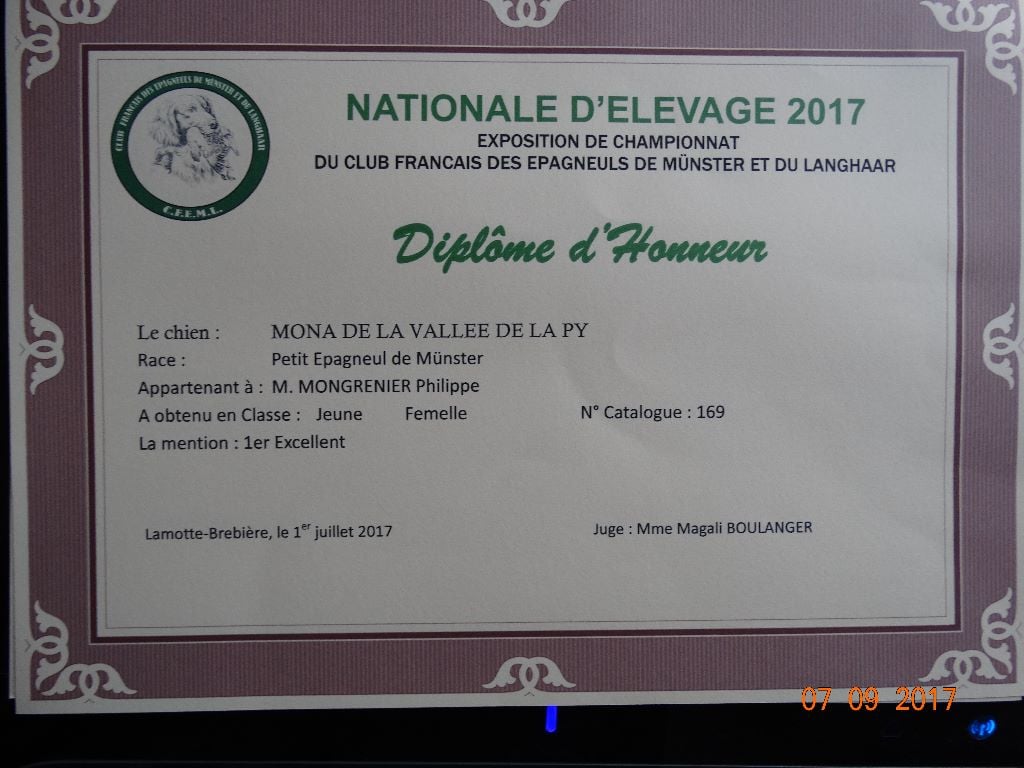 CLUB FRANCAIS DES EPAGNEULS DE MÜNSTER ET DU LANGHAAR
C.F.E.M.L.
NATIONALE D'ELEVAGE 2017
EXPOSITION DE CHAMPIONNAT
DU CLUB FRANCAIS DES EPAGNEULS DE MÜNSTER ET DU LANGHAAR
Diplôme d'Honneur
Le chien : MONA DE LA VALLEE DE LA PY
Race : Petit Epagneul de Münster
Appartenant à : M. MONGRENIER Philippe
A obtenu en Classe : Jeune Femelle N° Catalogue : 169
La mention : 1er Excellent
Lamotte-Brebière, le 1er juillet 2017 Juge : Mme Magali BOULANGER
07 09 2017